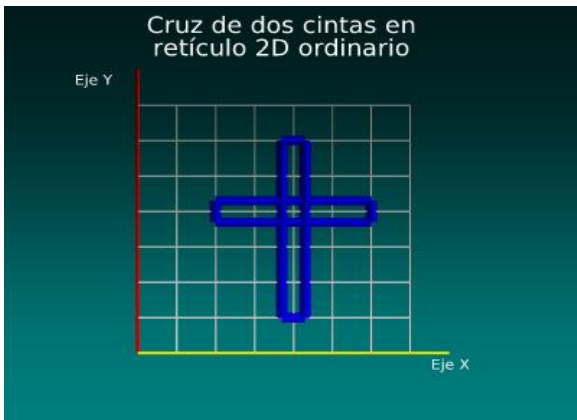 Cruz de dos cintas en
retículo 2D ordinario
Eje Y
Eje X